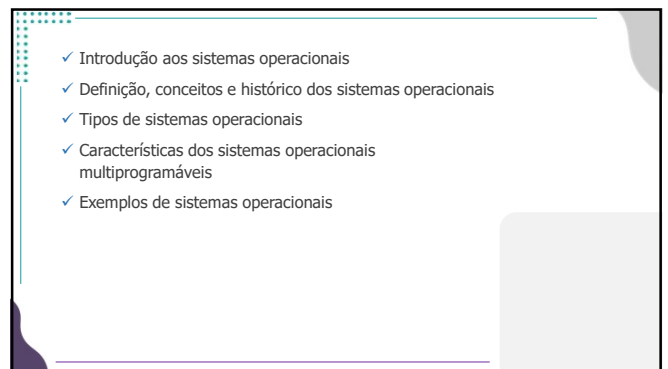 ✓ Introdução aos sistemas operacionais
✓ Definição, conceitos e histórico dos sistemas operacionais
✓ Tipos de sistemas operacionais
✓ Características dos sistemas operacionais
multiprogramáveis
✓ Exemplos de sistemas operacionais